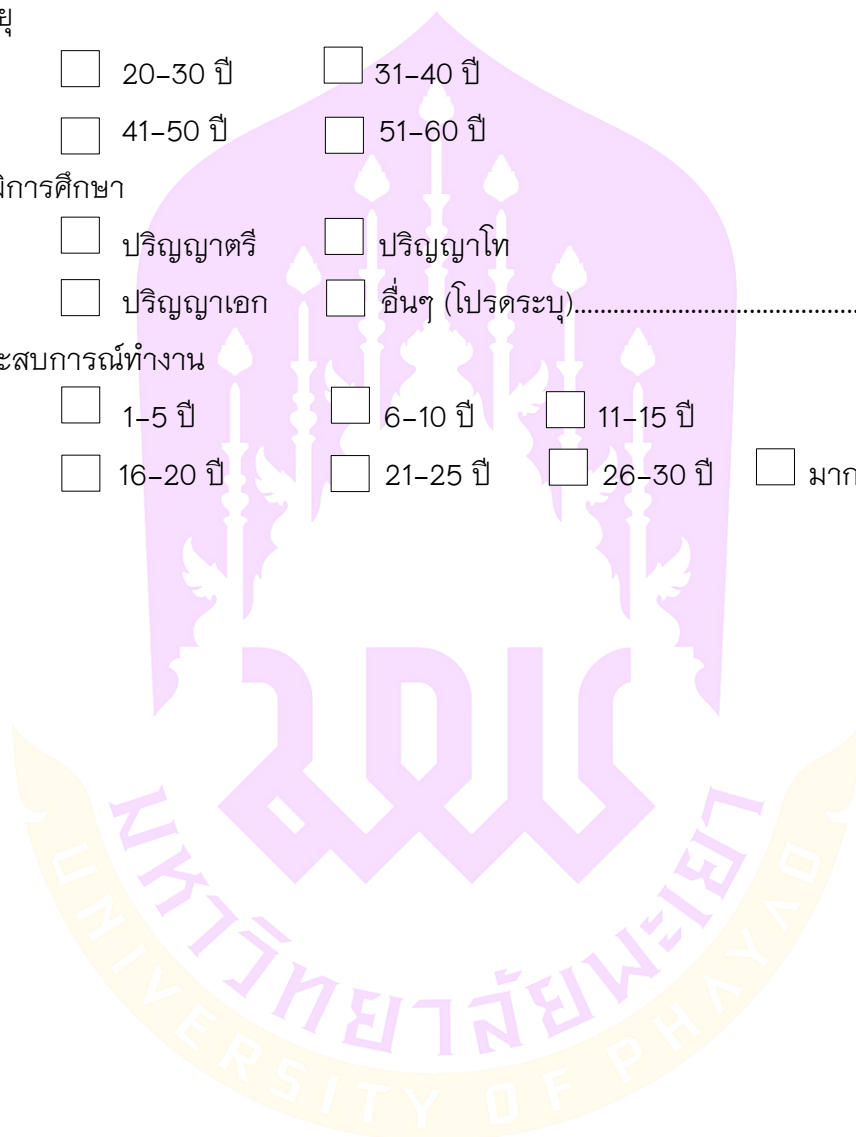 ยุ
20-30 ปี 31-40 ปี
41-50 ปี 51-60 ปี
ิการศึกษา
ปริญญาตรี ปริญญาโท
ปริญญาเอก อื่นๆ (โปรดระบุ)......................................................
ะสบการณ์ทำงาน
1-5 ปี 6-10 ปี 11-15 ปี
16-20 ปี 21-25 ปี 26-30 ปี มาก
มหาวิทยาลัยพะเยา
UNIVERSITY OF PHAYAO